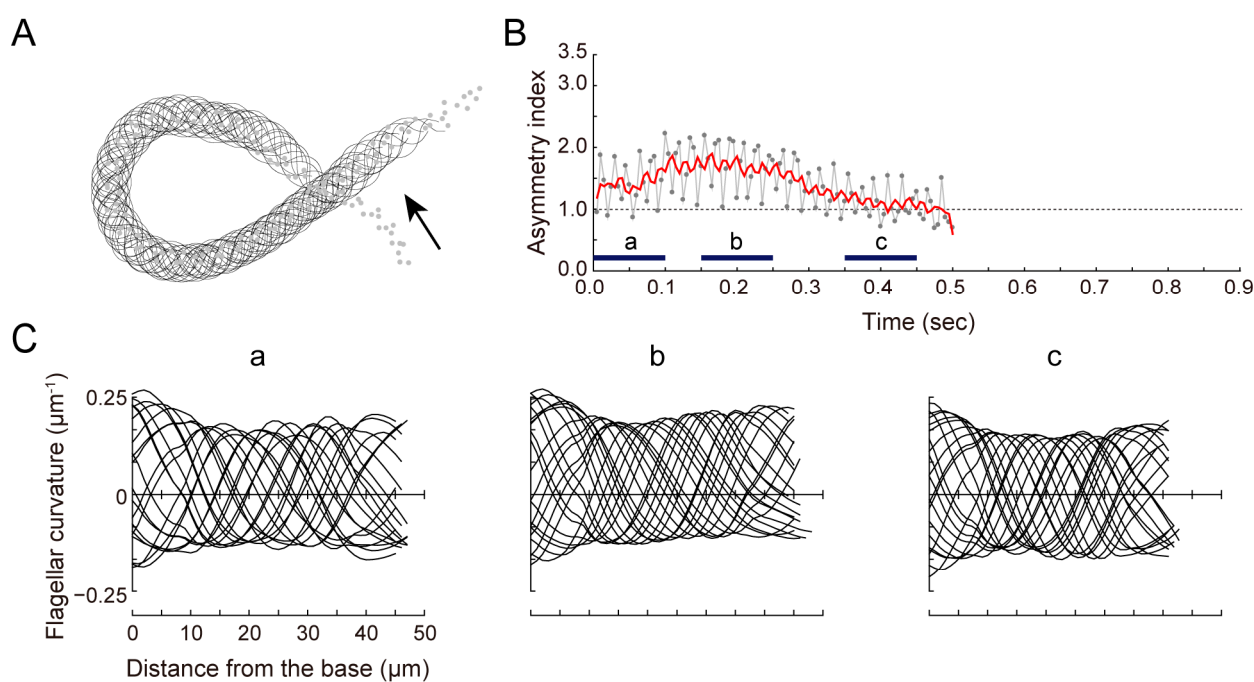 A
B
Asymmetry index
3.5
3.0
2.0
1.0
0.0
a
b
c
0.0 0.1 0.2 0.3 0.4 0.5 0.6 0.7 0.8 0.9
Time (sec)
C
a
b
c
Flagellar curvature (µm⁻¹)
0.25
0
−0.25
0 10 20 30 40 50
Distance from the base (µm)